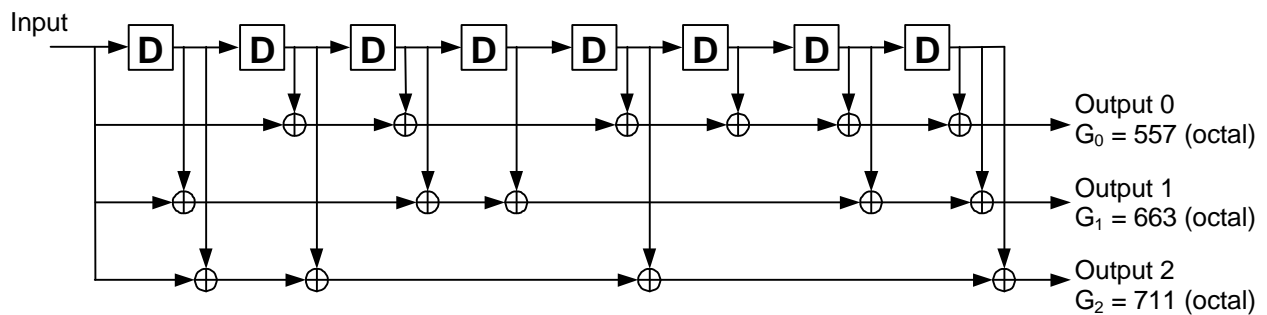 Input
D D D D D D D D
Output 0
G₀ = 557 (octal)
Output 1
G₁ = 663 (octal)
Output 2
G₂ = 711 (octal)